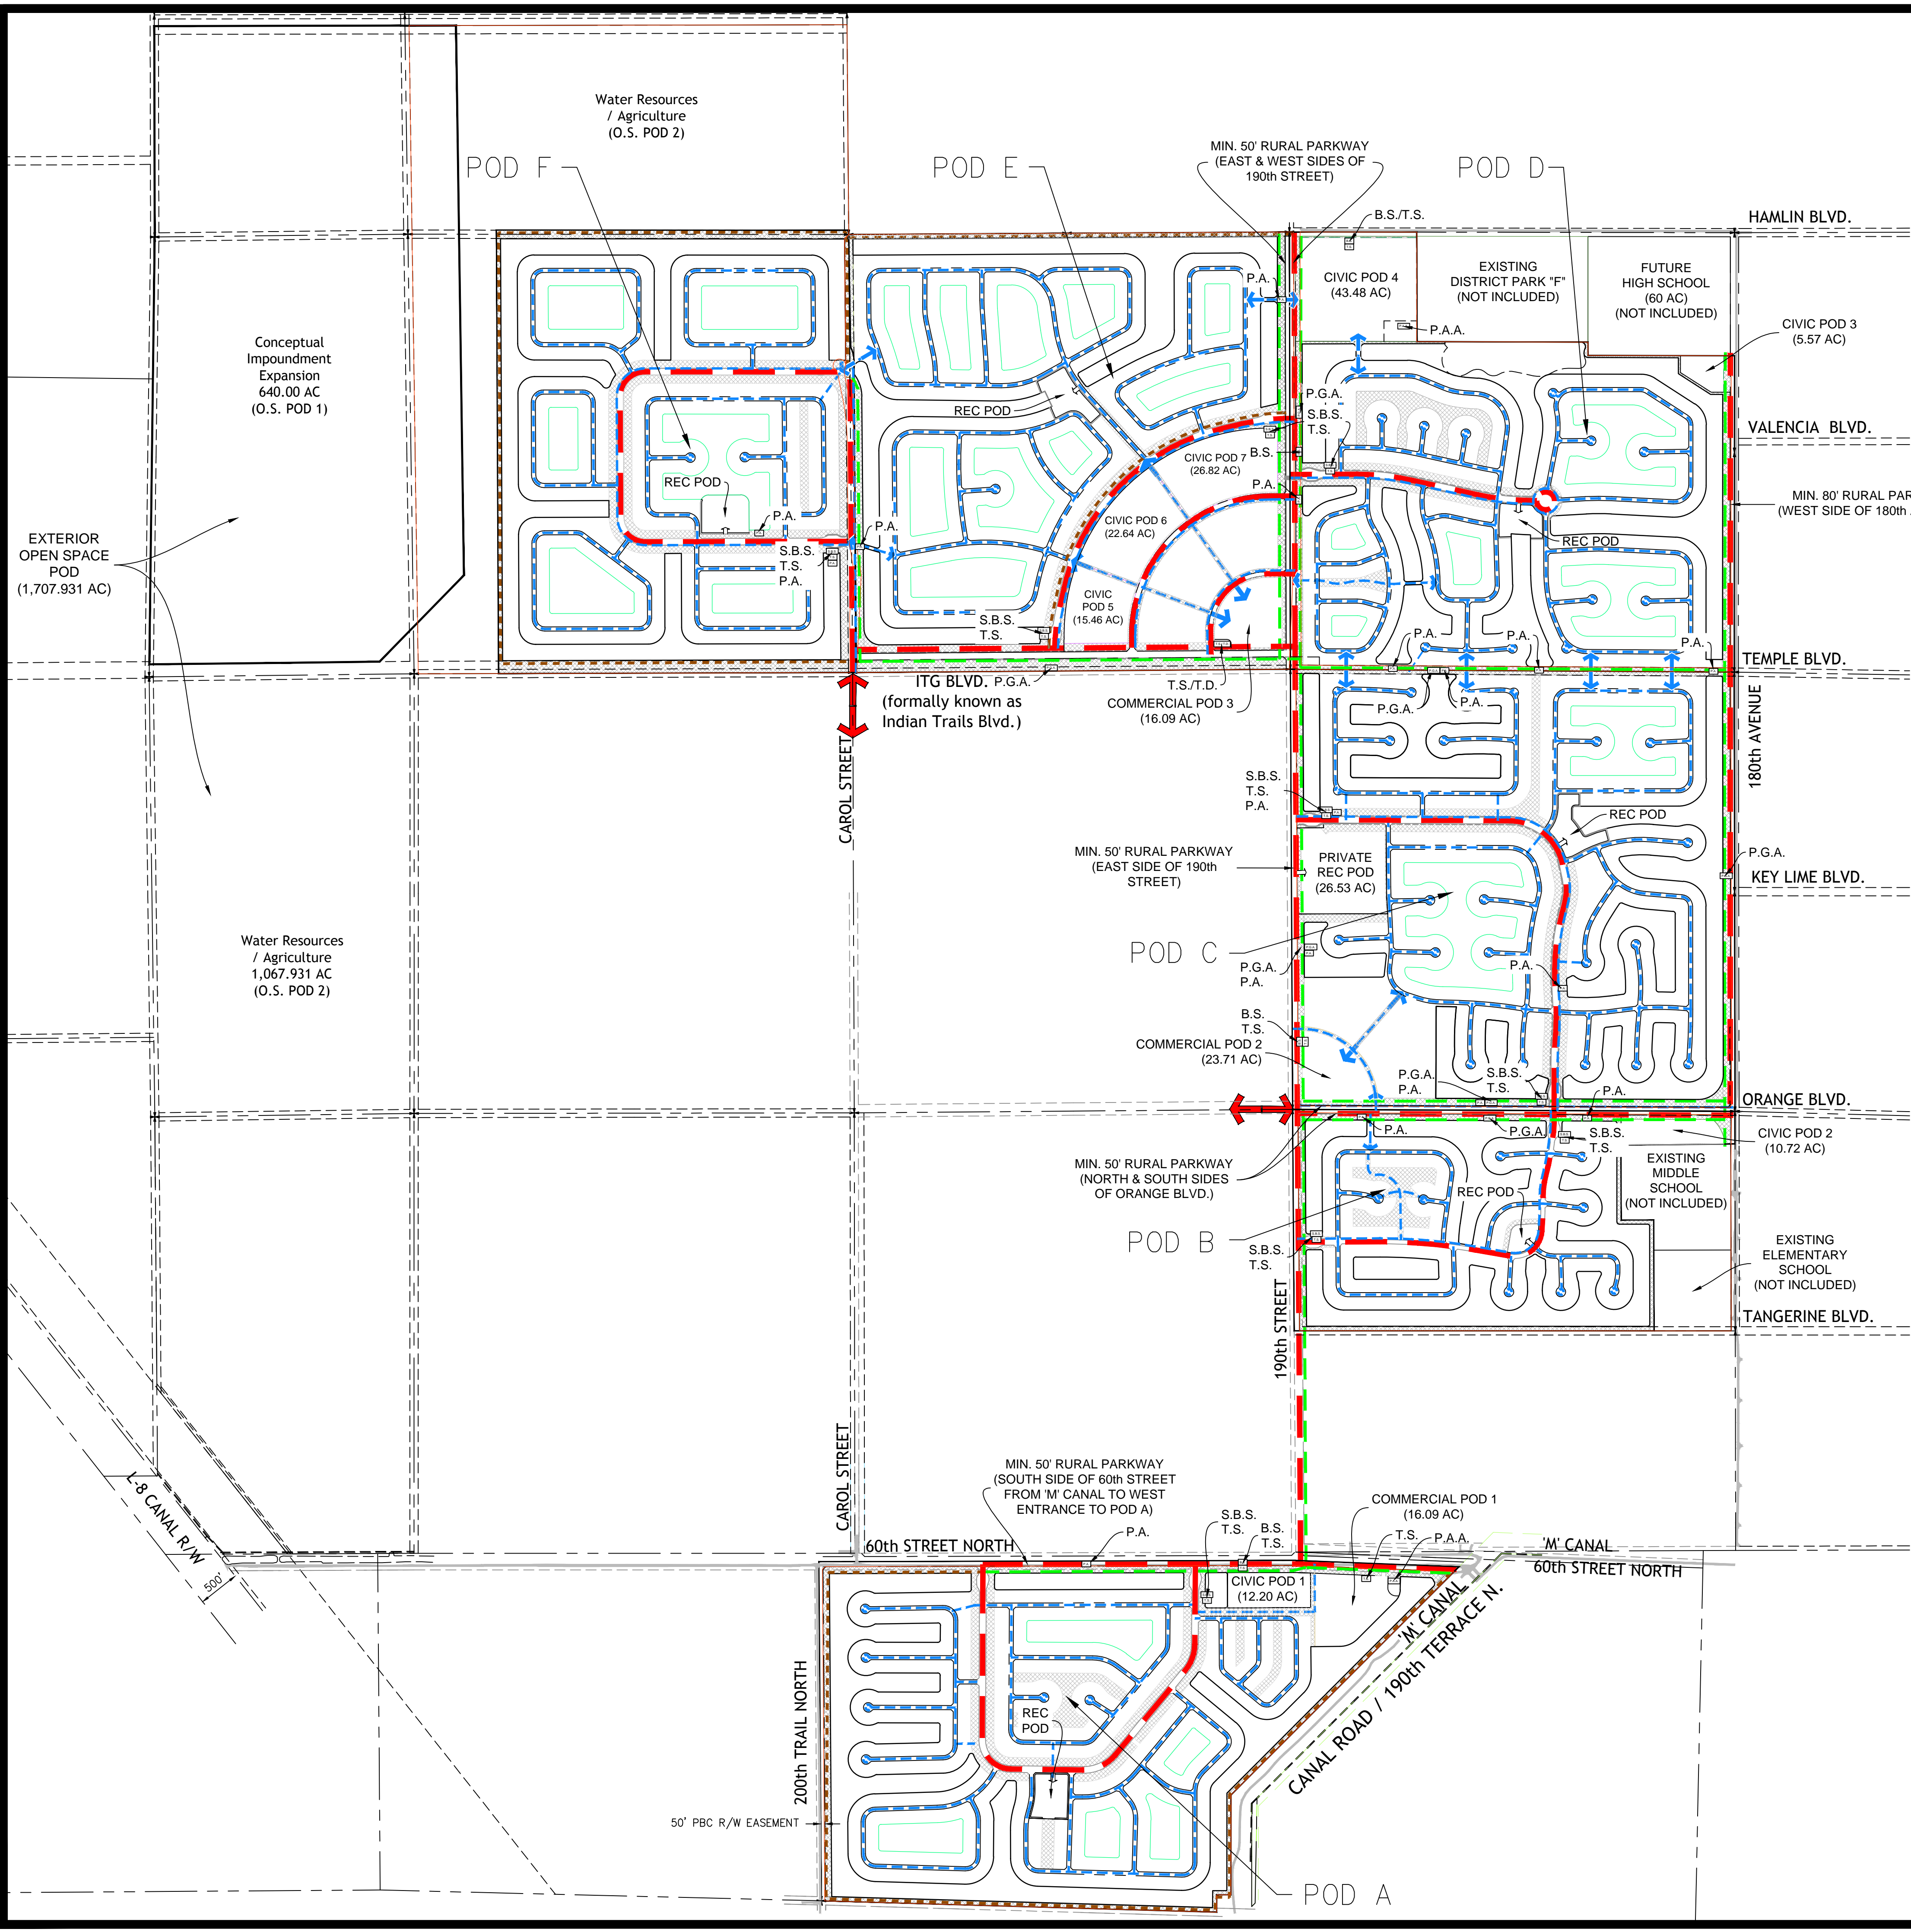 Water Resources
/ Agriculture
(O.S. POD 2)
POD F
POD E
MIN. 50' RURAL PARKWAY
(EAST & WEST SIDES OF
190th STREET)
POD D
B.S./T.S.
HAMLIN BLVD.
P.A.
CIVIC POD 4
(43.48 AC)
EXISTING
DISTRICT PARK "F"
(NOT INCLUDED)
FUTURE
HIGH SCHOOL
(60 AC)
(NOT INCLUDED)
CIVIC POD 3
(5.57 AC)
P.A.A.
Conceptual
Impoundment
Expansion
640.00 AC
(O.S. POD 1)
REC POD
P.G.A.
S.B.S.
T.S.
VALENCIA BLVD.
CIVIC POD 7
(26.82 AC)
B.S.
REC POD
P.A.
MIN. 80' RURAL PAR
(WEST SIDE OF 180th
P.A.
P.A.
CIVIC POD 6
(22.64 AC)
REC POD
EXTERIOR
OPEN SPACE
POD
(1,707.931 AC)
S.B.S.
T.S.
P.A.
CIVIC
POD 5
(15.46 AC)
S.B.S.
T.S.
P.A.
P.A.
P.A.
TEMPLE BLVD.
ITG BLVD.
(formally known as
Indian Trails Blvd.)
P.G.A.
T.S./T.D.
COMMERCIAL POD 3
(16.09 AC)
P.G.A.
P.A.
CAROL STREET
180th AVENUE
S.B.S.
T.S.
P.A.
REC POD
MIN. 50' RURAL PARKWAY
(EAST SIDE OF 190th
STREET)
PRIVATE
REC POD
(26.53 AC)
P.G.A.
KEY LIME BLVD.
Water Resources
/ Agriculture
1,067.931 AC
(O.S. POD 2)
POD C
P.G.A.
P.A.
P.A.
B.S.
T.S.
COMMERCIAL POD 2
(23.71 AC)
P.G.A.
P.A.
S.B.S.
T.S.
P.A.
ORANGE BLVD.
P.A.
P.G.A.
S.B.S.
T.S.
CIVIC POD 2
(10.72 AC)
MIN. 50' RURAL PARKWAY
(NORTH & SOUTH SIDES
OF ORANGE BLVD.)
EXISTING
MIDDLE
SCHOOL
(NOT INCLUDED)
REC POD
POD B
S.B.S.
T.S.
EXISTING
ELEMENTARY
SCHOOL
(NOT INCLUDED)
190th STREET
TANGERINE BLVD.
CAROL STREET
L-8 CANAL R/W
500'
MIN. 50' RURAL PARKWAY
(SOUTH SIDE OF 60th STREET
FROM 'M' CANAL TO WEST
ENTRANCE TO POD A)
P.A.
S.B.S.
T.S.
B.S.
T.S.
COMMERCIAL POD 1
(16.09 AC)
T.S.
P.A.A.
60th STREET NORTH
'M' CANAL
60th STREET NORTH
CIVIC POD 1
(12.20 AC)
'M' CANAL
CANAL ROAD / 190th TERRACE N.
200th TRAIL NORTH
REC
POD
50' PBC R/W EASEMENT
POD A